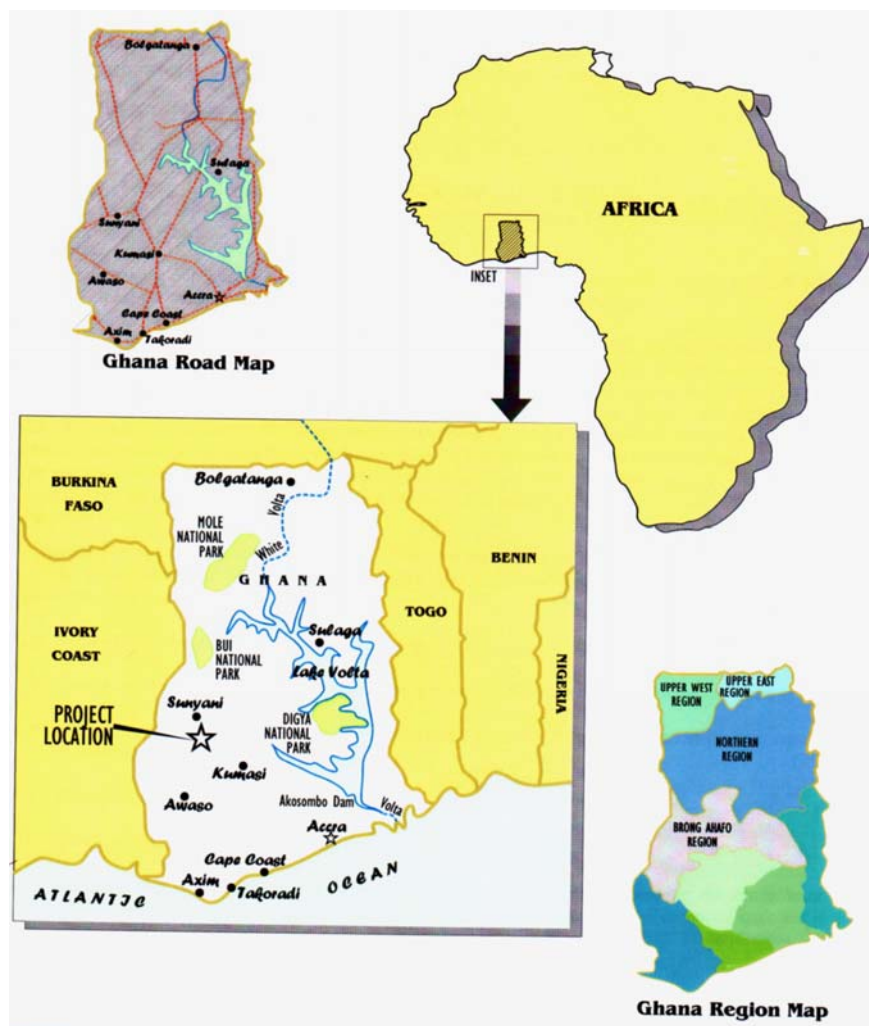 Bolgatanga
Sulaga
Sunyani
Kumasi
Awaso
Accra
Cape Coast
Axim
Takoradi
Ghana Road Map
AFRICA
INSET
BURKINA
FASO
Bolgatanga
White Volta
MOLE
NATIONAL
PARK
GHANA
BENIN
TOGO
IVORY
COAST
Sulaga
BUI
NATIONAL
PARK
Lake Volta
NIGERIA
Sunyani
PROJECT
LOCATION
DIGYA
NATIONAL
PARK
Kumasi
Awaso
Akosombo Dam
Volta
Accra
Cape Coast
Axim
Takoradi
ATLANTIC OCEAN
UPPER WEST
REGION
UPPER EAST
REGION
NORTHERN
REGION
BRONG AHAFO
REGION
Ghana Region Map